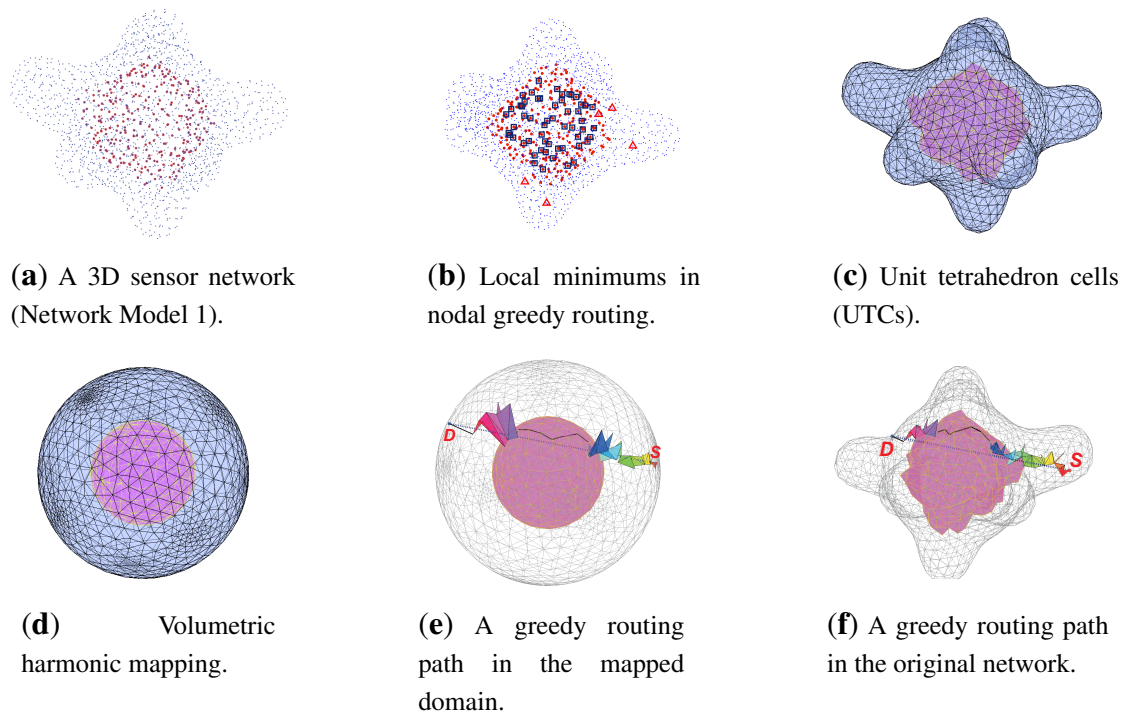 (a) A 3D sensor network
(Network Model 1).
(b) Local minimums in
nodal greedy routing.
(c) Unit tetrahedron cells
(UTCs).
D
S
D
S
(d) Volumetric
harmonic mapping.
(e) A greedy routing
path in the mapped
domain.
(f) A greedy routing path
in the original network.